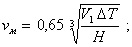 v_м = 0,65 ∛(V₁ΔT / H) ;